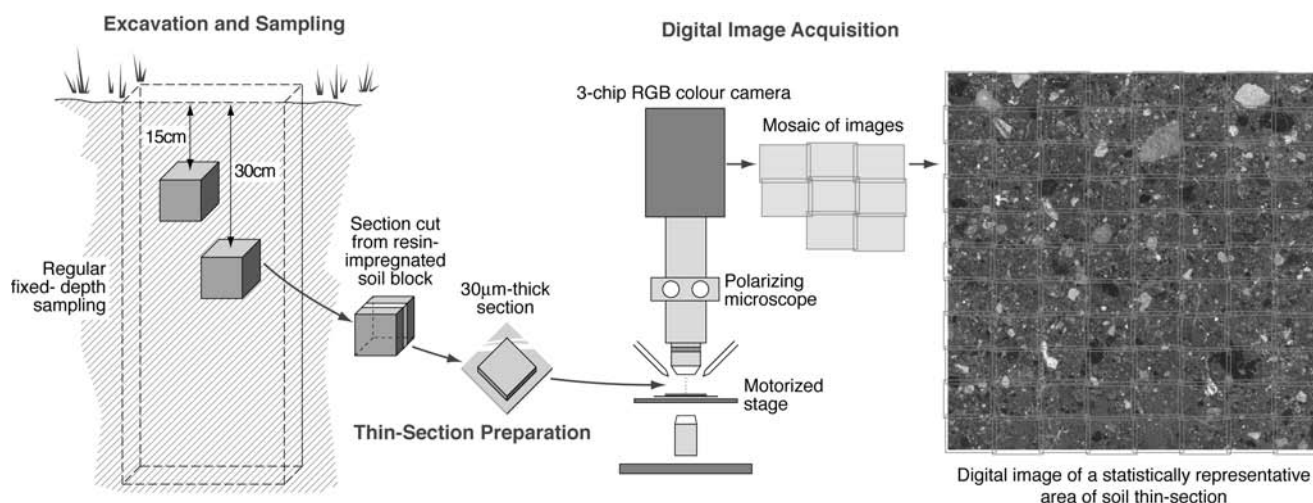 Excavation and Sampling
15cm
30cm
Regular
fixed- depth
sampling
Section cut
from resin-
impregnated
soil block
30μm-thick
section
Thin-Section Preparation
Digital Image Acquisition
3-chip RGB colour camera
Mosaic of images
Polarizing
microscope
Motorized
stage
Digital image of a statistically representative
area of soil thin-section